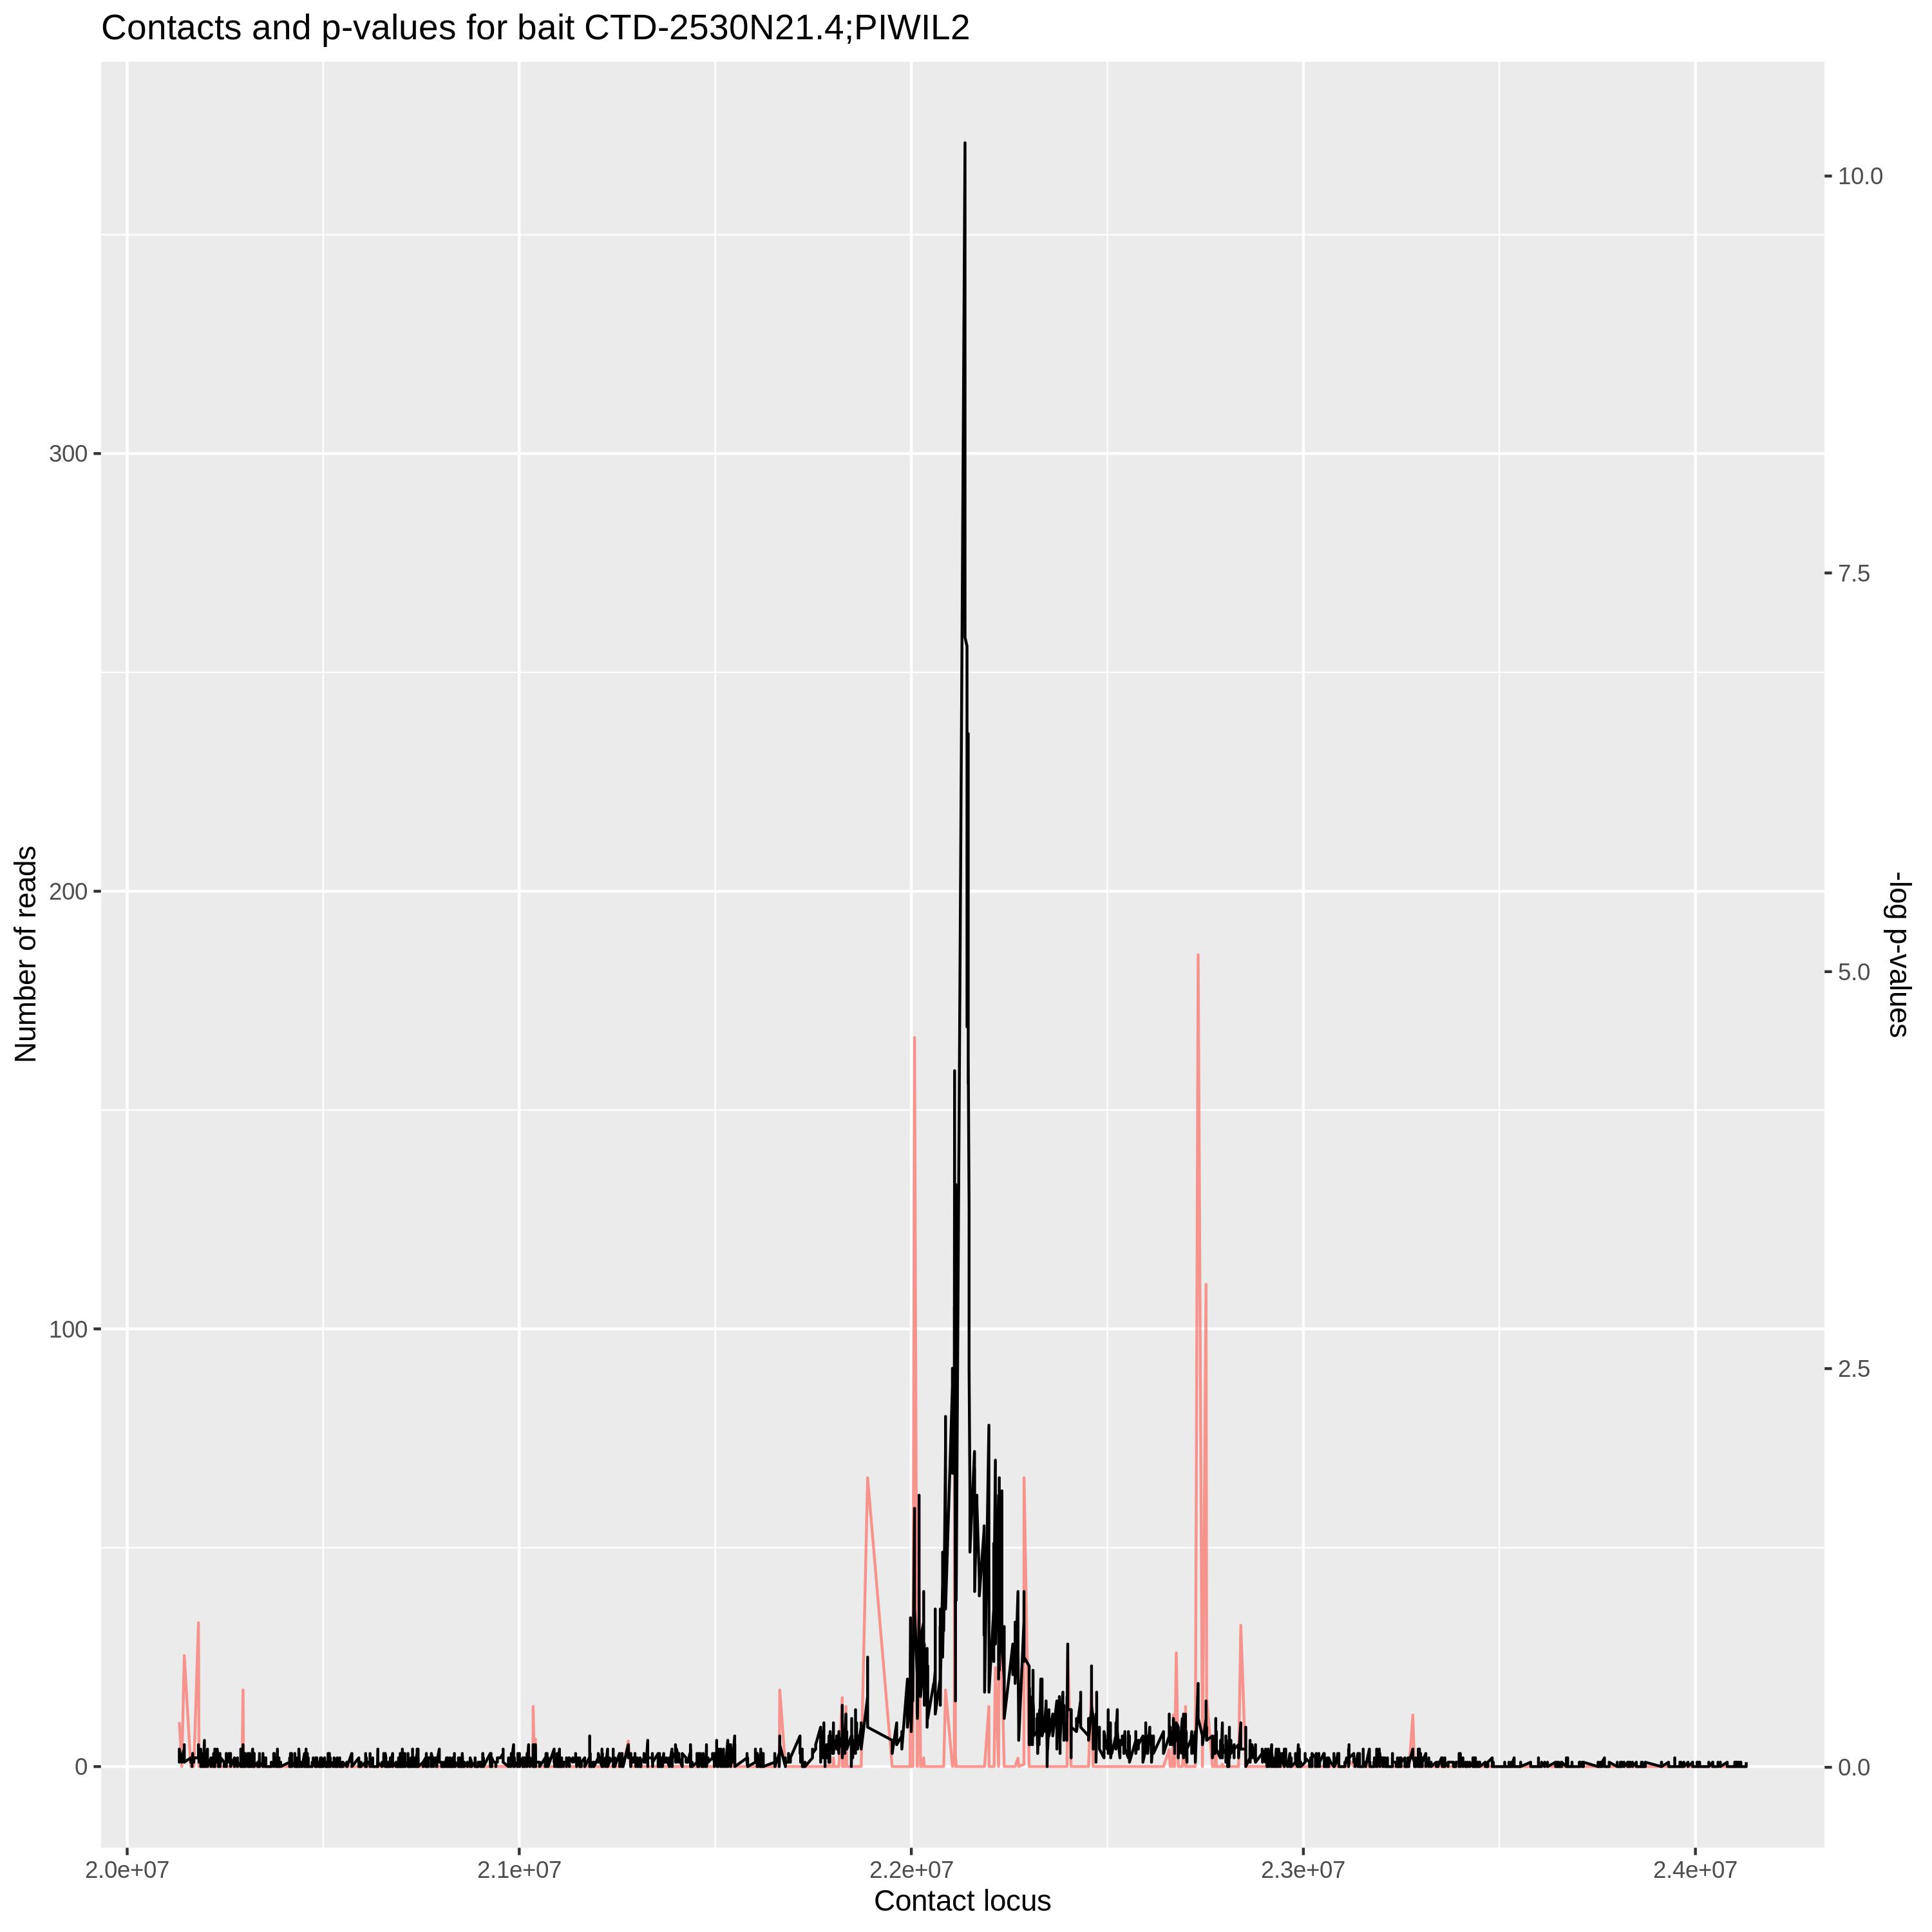 Contacts and p-values for bait CTD-2530N21.4;PIWIL2
10.0
300
7.5
200
5.0
100
2.5
0
0.0
Number of reads
-log p-values
2.0e+07 2.1e+07 2.2e+07 2.3e+07 2.4e+07
Contact locus